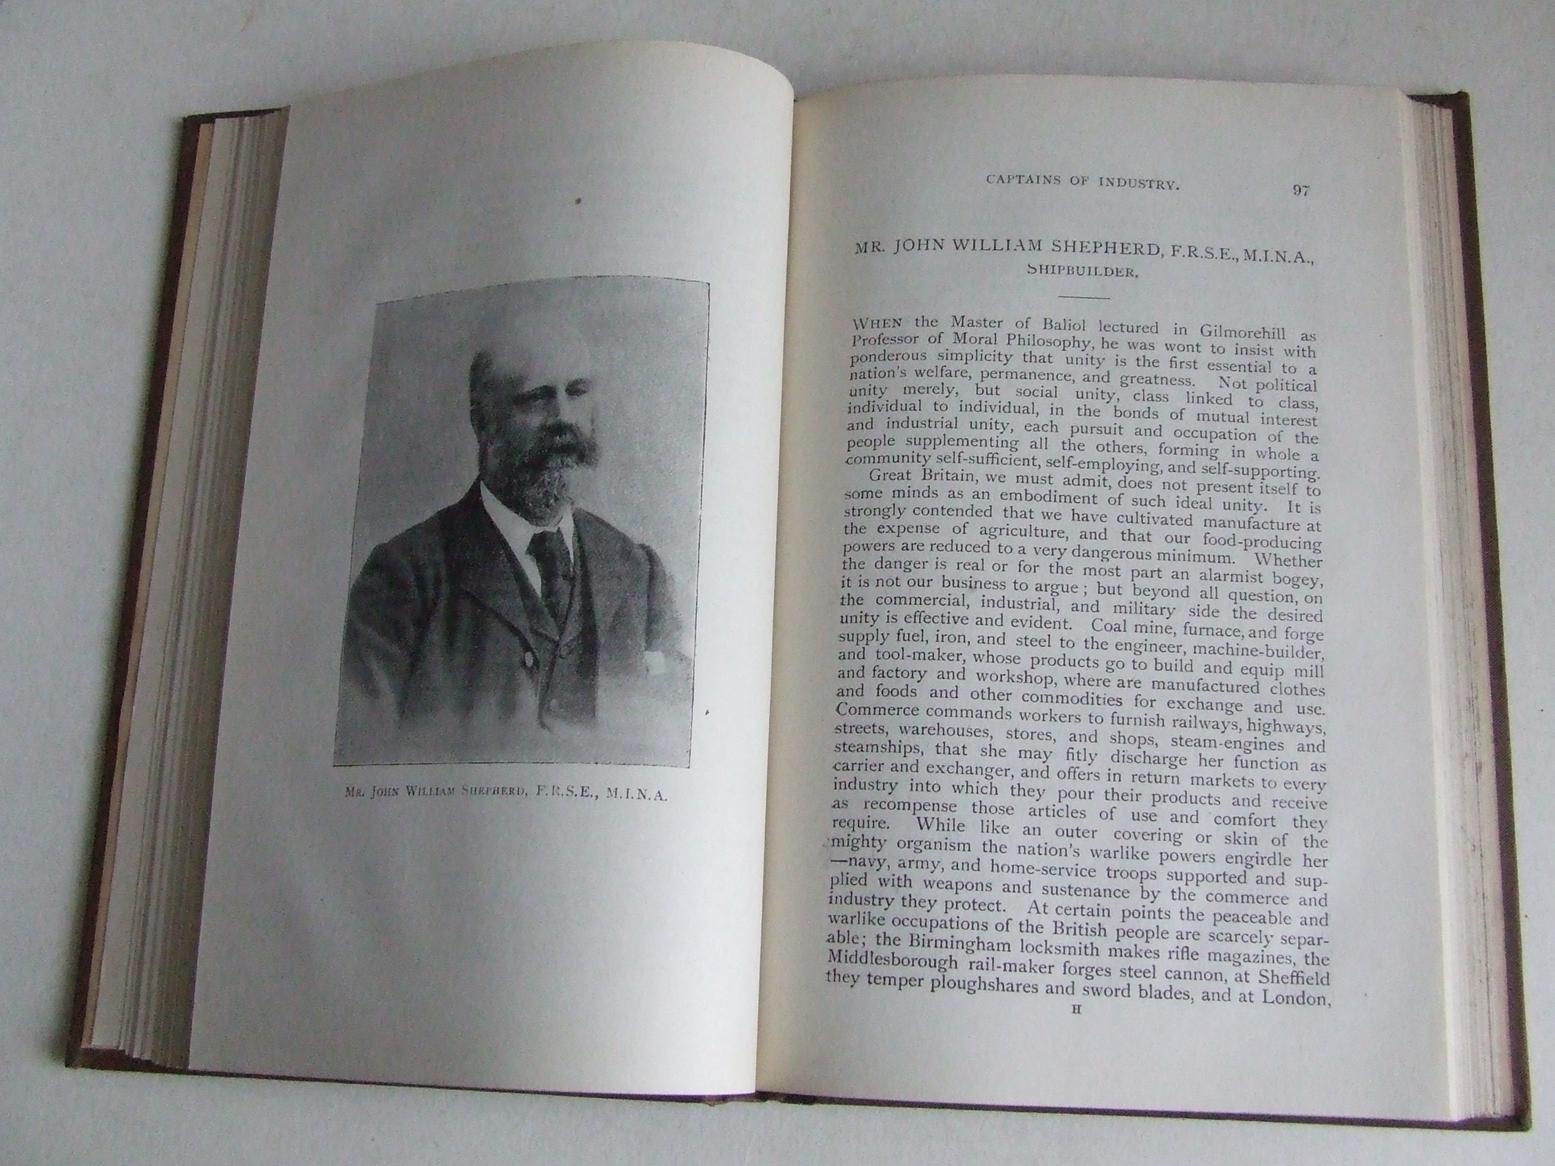 Mr. John William Shepherd, F.R.S.E., M.I.N.A.
CAPTAINS OF INDUSTRY. 97
MR. JOHN WILLIAM SHEPHERD, F.R.S.E., M.I.N.A.,
SHIPBUILDER.
WHEN the Master of Baliol lectured in Gilmorehill as
Professor of Moral Philosophy, he was wont to insist with
ponderous simplicity that unity is the first essential to a
nation's welfare, permanence, and greatness. Not political
unity merely, but social unity, class linked to class,
individual to individual, in the bonds of mutual interest
and industrial unity, each pursuit and occupation of the
people supplementing all the others, forming in whole a
community self-sufficient, self-employing, and self-supporting.
Great Britain, we must admit, does not present itself to
some minds as an embodiment of such ideal unity. It is
strongly contended that we have cultivated manufacture at
the expense of agriculture, and that our food-producing
powers are reduced to a very dangerous minimum. Whether
the danger is real or for the most part an alarmist bogey,
it is not our business to argue; but beyond all question, on
the commercial, industrial, and military side the desired
unity is effective and evident. Coal mine, furnace, and forge
supply fuel, iron, and steel to the engineer, machine-builder,
and tool-maker, whose products go to build and equip mill
and factory and workshop, where are manufactured clothes
and foods and other commodities for exchange and use.
Commerce commands workers to furnish railways, highways,
streets, warehouses, stores, and shops, steam-engines and
steamships, that she may fitly discharge her function as
carrier and exchanger, and offers in return markets to every
industry into which they pour their products and receive
as recompense those articles of use and comfort they
require. While like an outer covering or skin of the
mighty organism the nation's warlike powers engirdle her
—navy, army, and home-service troops supported and sup-
plied with weapons and sustenance by the commerce and
industry they protect. At certain points the peaceable and
warlike occupations of the British people are scarcely separ-
able; the Birmingham locksmith makes rifle magazines, the
Middlesborough rail-maker forges steel cannon, at Sheffield
they temper ploughshares and sword blades, and at London,
H